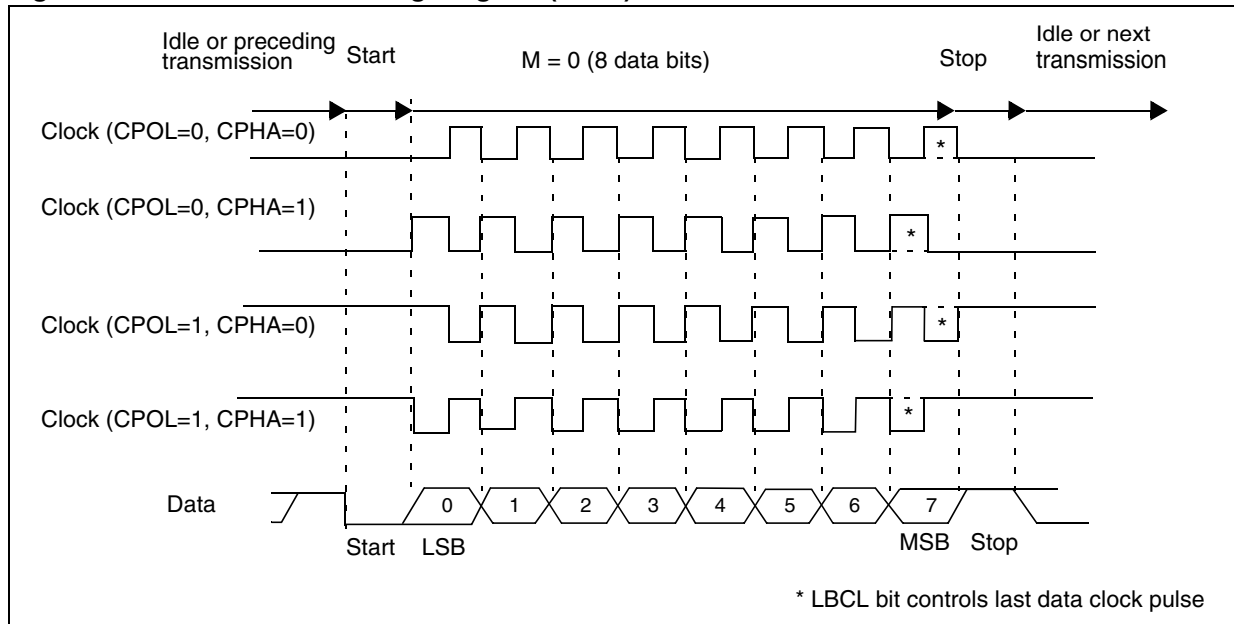 Idle or preceding
transmission
Start
M = 0 (8 data bits)
Stop
Idle or next
transmission
Clock (CPOL=0, CPHA=0)
*
Clock (CPOL=0, CPHA=1)
*
Clock (CPOL=1, CPHA=0)
*
Clock (CPOL=1, CPHA=1)
*
Data
0
1
2
3
4
5
6
7
Start
LSB
MSB
Stop
* LBCL bit controls last data clock pulse